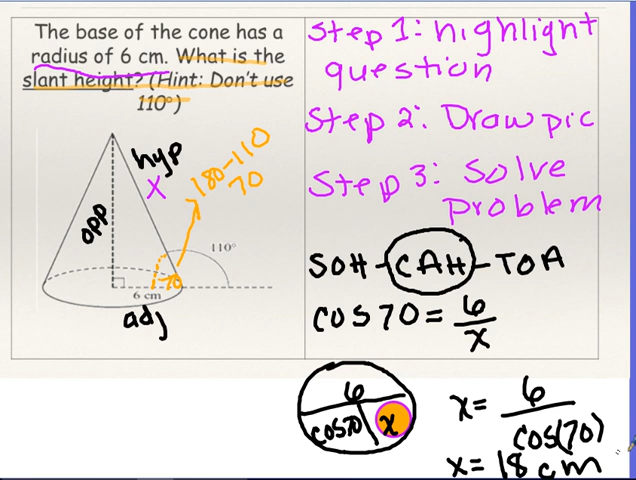 The base of the cone has a
radius of 6 cm. What is the
slant height? (Hint: Don't use
110°)
hyp
X
180-110
70
opp
110°
70
6 cm
adj
Step 1: highlight
question
Step 2: Draw pic
Step 3: Solve
problem
SOH-CAH-TOA
cos 70 = 6/x
6
cos70
x
x = 6/cos(70)
x = 18 cm